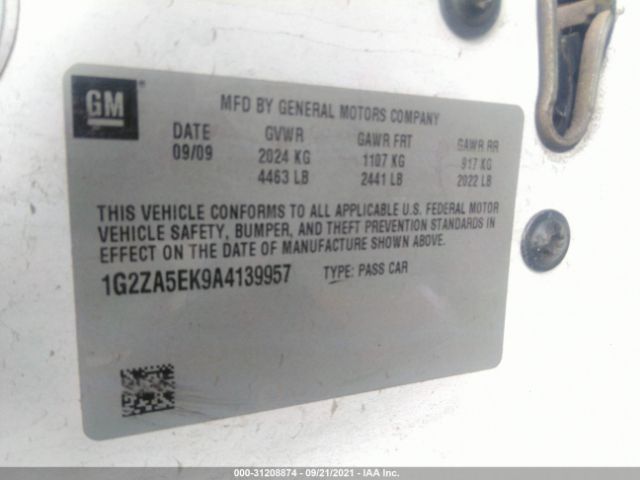 GM
MFD BY GENERAL MOTORS COMPANY
DATE GVWR GAWR FRT GAWR RR
09/09 2024 KG 1107 KG 917 KG
4463 LB 2441 LB 2022 LB
THIS VEHICLE CONFORMS TO ALL APPLICABLE U.S. FEDERAL MOTOR
VEHICLE SAFETY, BUMPER, AND THEFT PREVENTION STANDARDS IN
EFFECT ON THE DATE OF MANUFACTURE SHOWN ABOVE.
1G2ZA5EK9A4139957 TYPE: PASS CAR
000-31208874 - 09/21/2021 - IAA Inc.